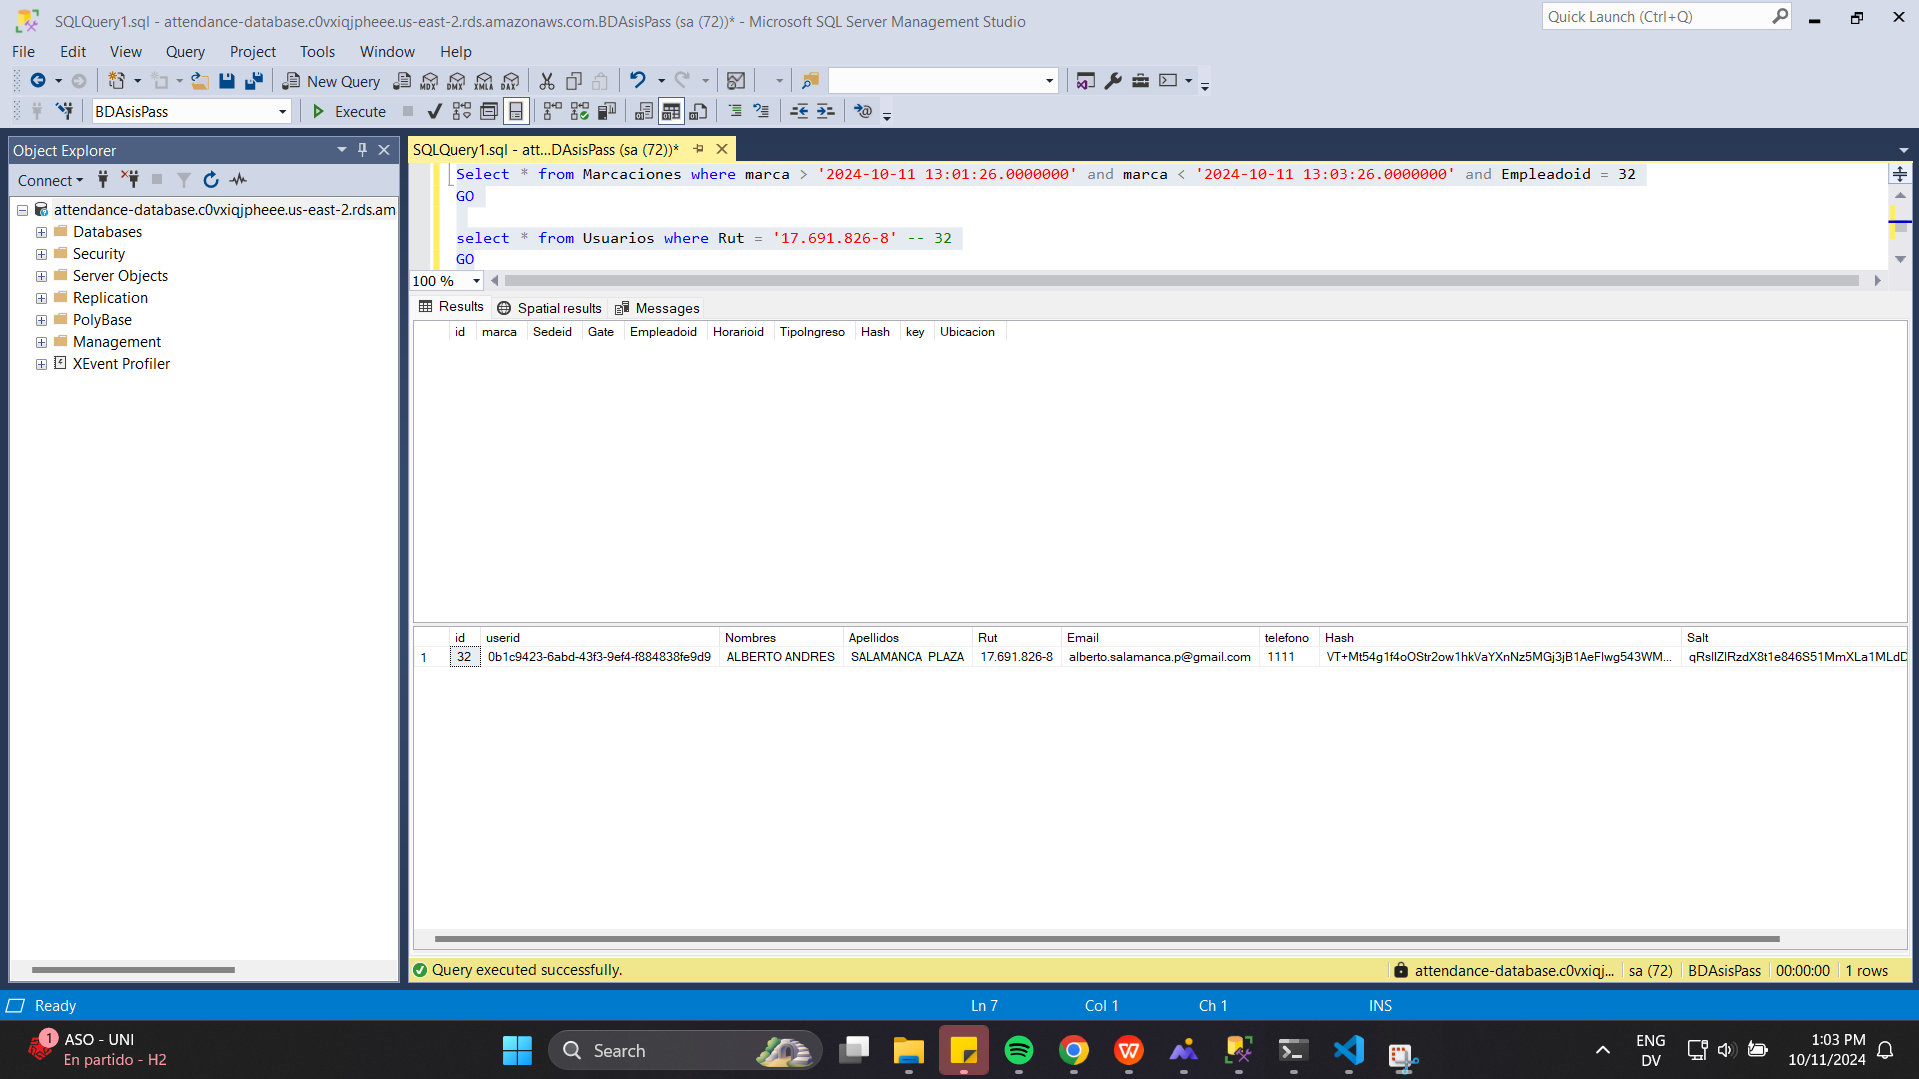 SQLQuery1.sql - attendance-database.c0vxiqjpheee.us-east-2.rds.amazonaws.com.BDAsisPass (sa (72))* - Microsoft SQL Server Management Studio
Quick Launch (Ctrl+Q)
File Edit View Query Project Tools Window Help
New Query MDX DMX XMLA DAX
BDAsisPass Execute
Object Explorer
SQLQuery1.sql - att...DAsisPass (sa (72))*
Connect
attendance-database.c0vxiqjpheee.us-east-2.rds.am
Databases
Security
Server Objects
Replication
PolyBase
Management
XEvent Profiler
Select * from Marcaciones where marca > '2024-10-11 13:01:26.0000000' and marca < '2024-10-11 13:03:26.0000000' and Empleadoid = 32
GO
select * from Usuarios where Rut = '17.691.826-8' -- 32
GO
100 %
Results Spatial results Messages
id marca Sedeid Gate Empleadoid Horarioid TipoIngreso Hash key Ubicacion
id userid Nombres Apellidos Rut Email telefono Hash Salt
1 32 0b1c9423-6abd-43f3-9ef4-f884838fe9d9 ALBERTO ANDRES SALAMANCA PLAZA 17.691.826-8 alberto.salamanca.p@gmail.com 1111
Query executed successfully.
attendance-database.c0vxiqj... sa (72) BDAsisPass 00:00:00 1 rows
Ready Ln 7 Col 1 Ch 1 INS
1 ASO - UNI
En partido - H2
Search
ENG
DV
1:03 PM
10/11/2024